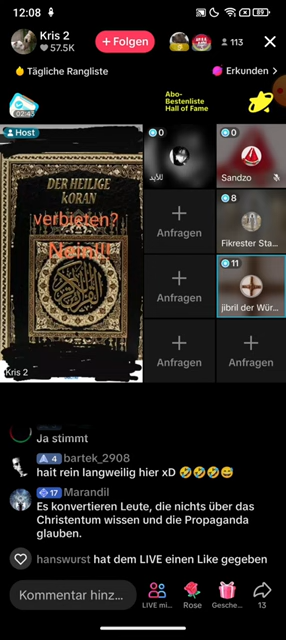 12:08
89
Kris 2
57.5K
+ Folgen
113
Tägliche Rangliste
Erkunden >
02:43
Abo-
Bestenliste
Hall of Fame
Host
0
0
DER HEILIGE
KORAN
verbieten?
Nein!!!
للأبد
Sandzo
Anfragen
8
Fikrester Sta...
Anfragen
11
jibril der Wür...
Kris 2
Anfragen
Anfragen
Ja stimmt
4 bartek_2908
hait rein langweilig hier xD 🤣🤣🤣😅
17 Marandil
Es konvertieren Leute, die nichts über das
Christentum wissen und die Propaganda
glauben.
hanswurst hat dem LIVE einen Like gegeben
Kommentar hinz...
LIVE mi...
Rose
Gesche...
13